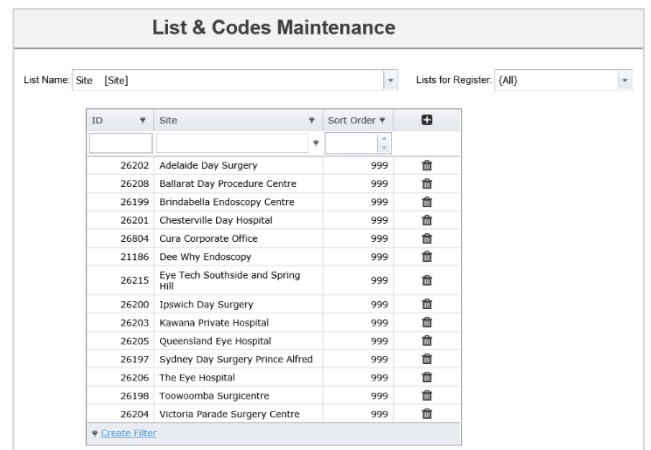 List & Codes Maintenance
List Name: Site [Site] Lists for Register: {All}
ID Site Sort Order
26202 Adelaide Day Surgery 999
26208 Ballarat Day Procedure Centre 999
26199 Brindabella Endoscopy Centre 999
26201 Chesterville Day Hospital 999
26804 Cura Corporate Office 999
21186 Dee Why Endoscopy 999
26215 Eye Tech Southside and Spring 999
Hill
26200 Ipswich Day Surgery 999
26203 Kawana Private Hospital 999
26205 Queensland Eye Hospital 999
26197 Sydney Day Surgery Prince Alfred 999
26206 The Eye Hospital 999
26198 Toowoomba Surgicentre 999
26204 Victoria Parade Surgery Centre 999
Create Filter